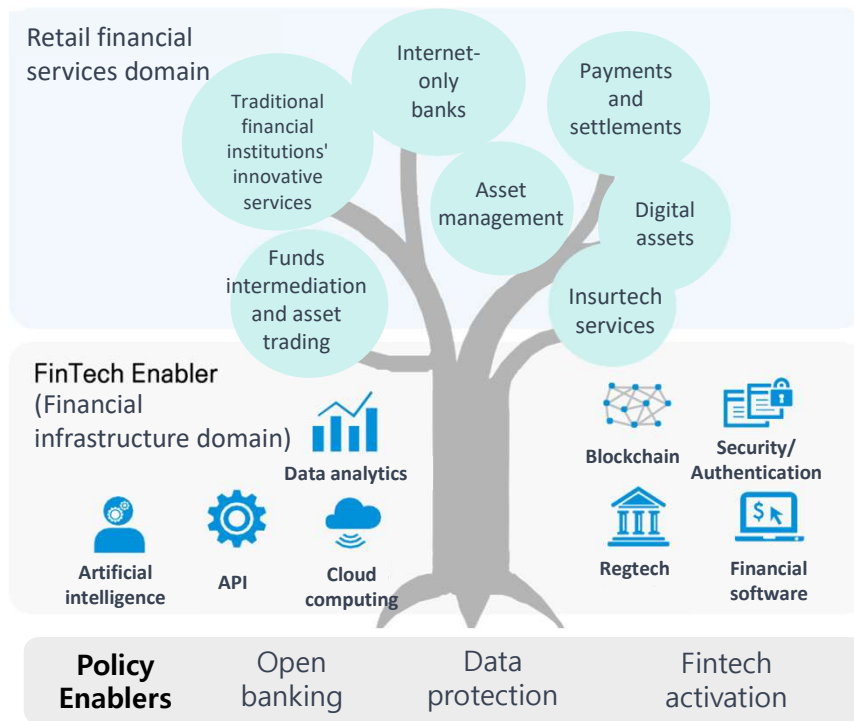 Retail financial
services domain
Internet-
only
banks
Payments
and
settlements
Traditional
financial
institutions'
innovative
services
Asset
management
Digital
assets
Funds
intermediation
and asset
trading
Insurtech
services
FinTech Enabler
(Financial
infrastructure domain)
Data analytics
Blockchain
Security/
Authentication
Artificial
intelligence
API
Cloud
computing
Regtech
$
Financial
software
Policy
Enablers
Open
banking
Data
protection
Fintech
activation